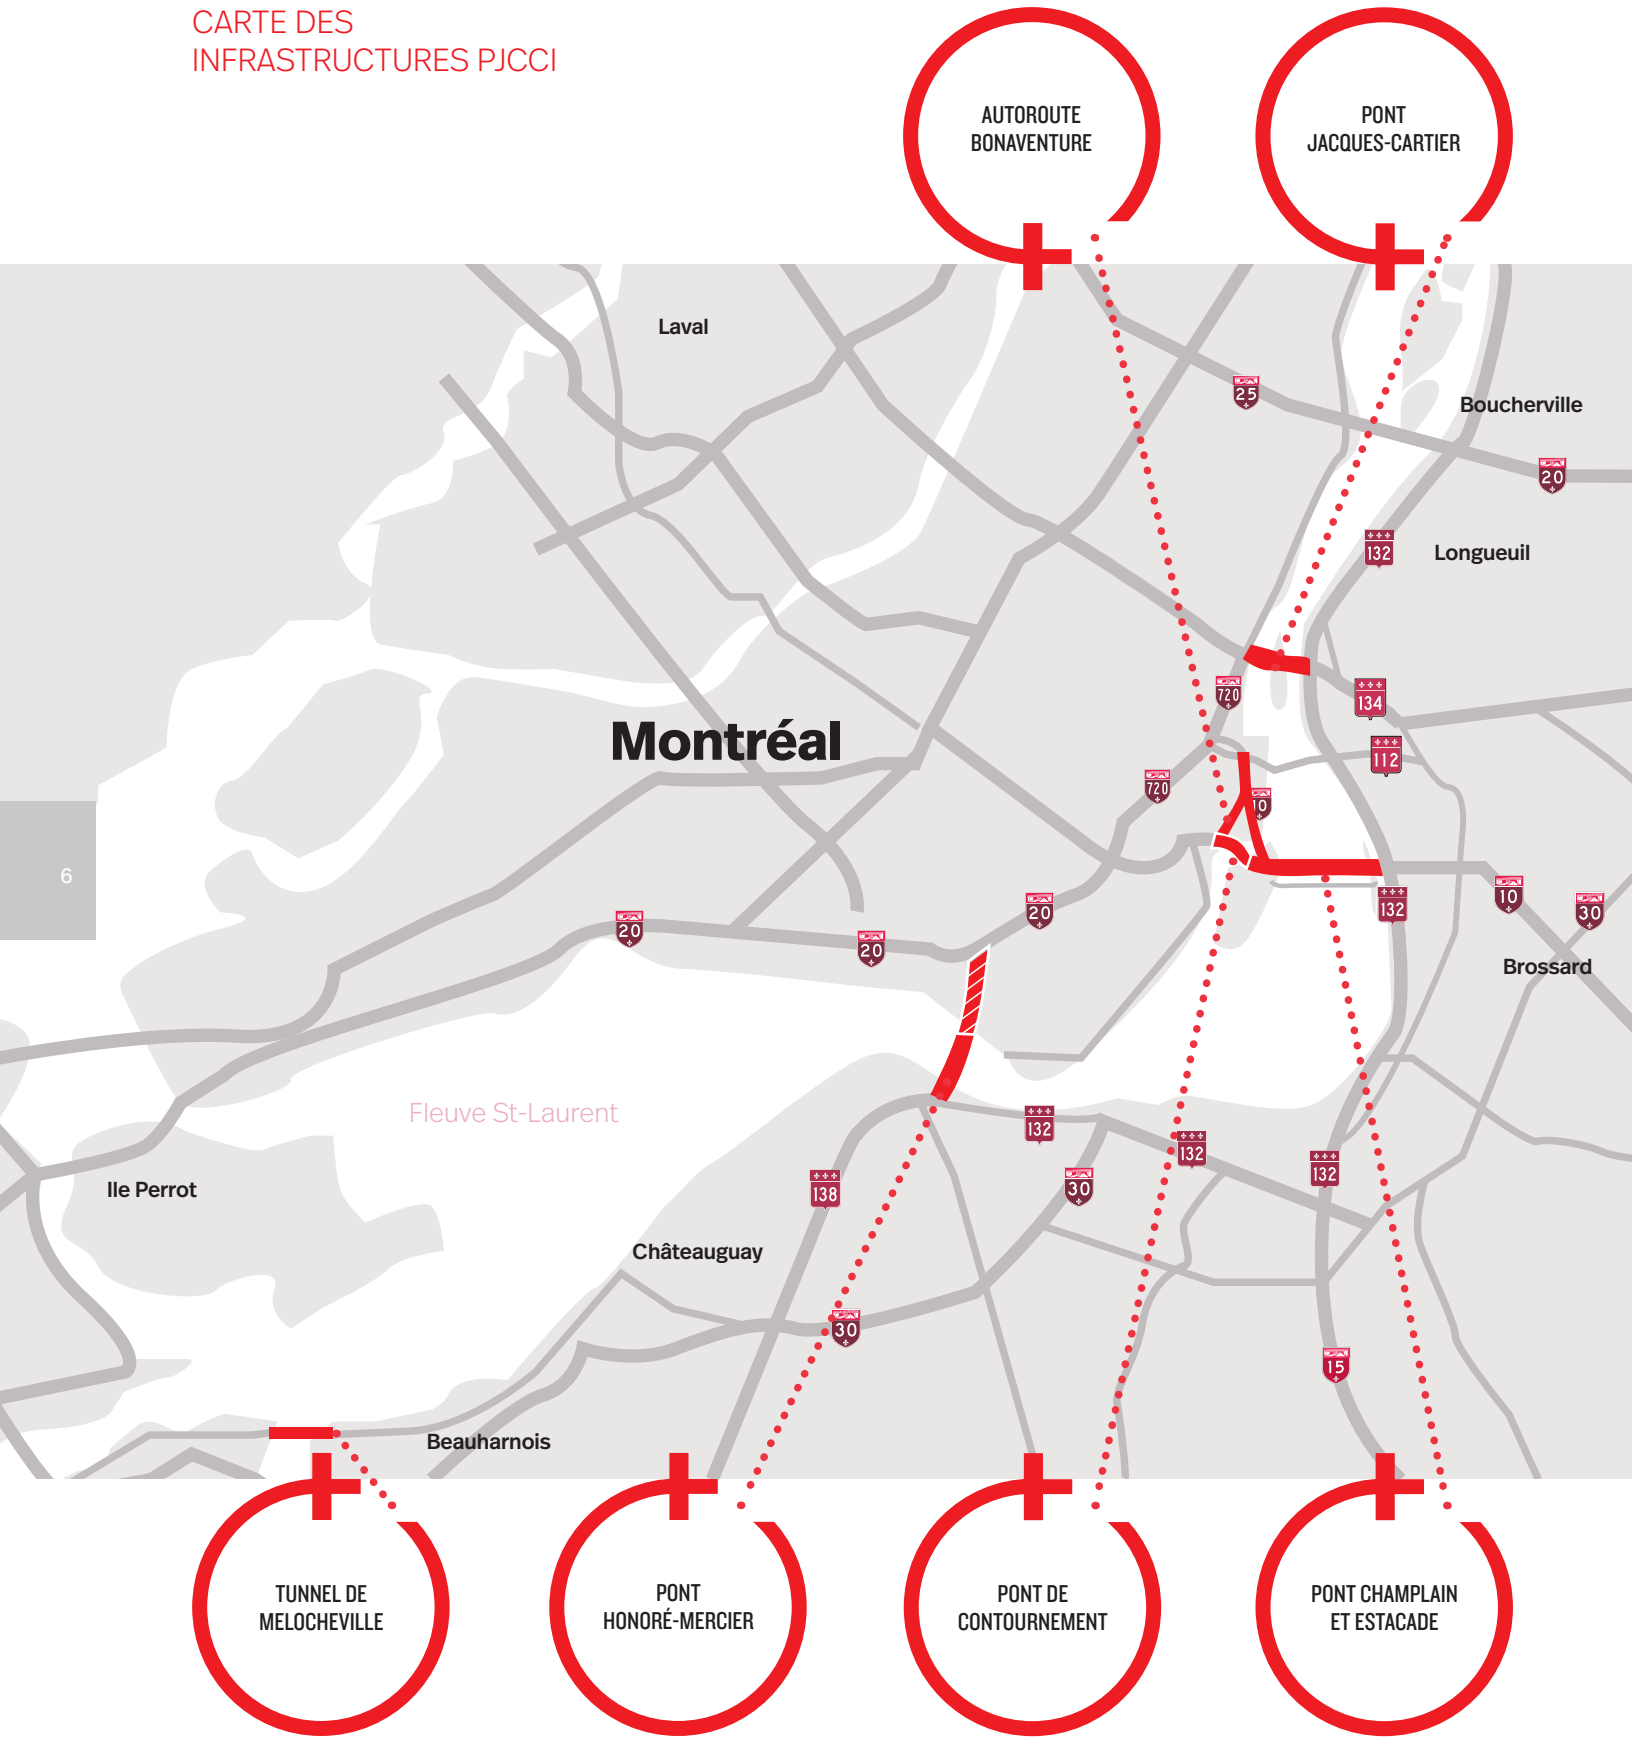 CARTE DES
INFRASTRUCTURES PJCCI
AUTOROUTE
BONAVENTURE
PONT
JACQUES-CARTIER
Laval
25
Boucherville
20
132
Longueuil
720
134
Montréal
112
720
10
6
20
20
20
132
10
30
Brossard
Fleuve St-Laurent
132
132
132
Ile Perrot
138
30
Châteauguay
30
15
Beauharnois
TUNNEL DE
MELOCHEVILLE
PONT
HONORÉ-MERCIER
PONT DE
CONTOURNEMENT
PONT CHAMPLAIN
ET ESTACADE